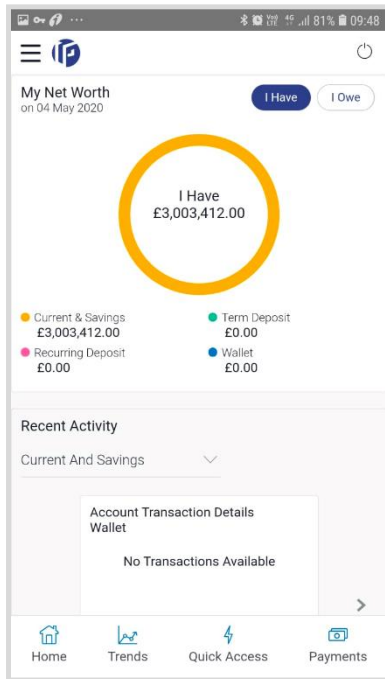 81% 09:48
My Net Worth
on 04 May 2020
I Have
I Owe
I Have
£3,003,412.00
Current & Savings
£3,003,412.00
Term Deposit
£0.00
Recurring Deposit
£0.00
Wallet
£0.00
Recent Activity
Current And Savings
Account Transaction Details
Wallet
No Transactions Available
Home
Trends
Quick Access
Payments